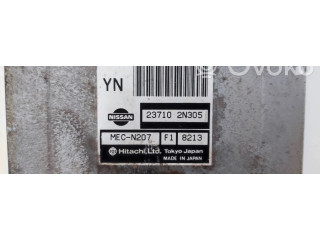 YN
NISSAN
23710 2N305
MEC-N207 F1 8213
Hitachi, Ltd. Tokyo Japan
MADE IN JAPAN